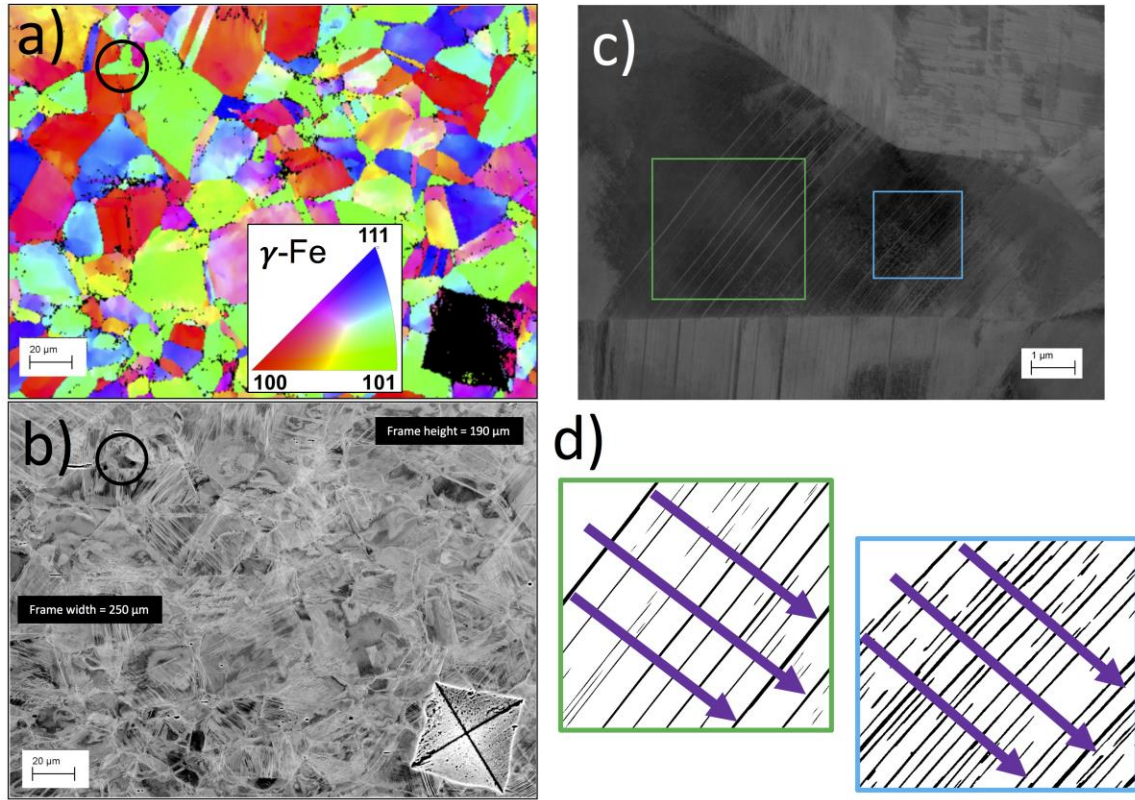 a)
20 µm
γ-Fe
111
100
101
b)
Frame height = 190 µm
Frame width = 250 µm
20 µm
c)
1 µm
d)